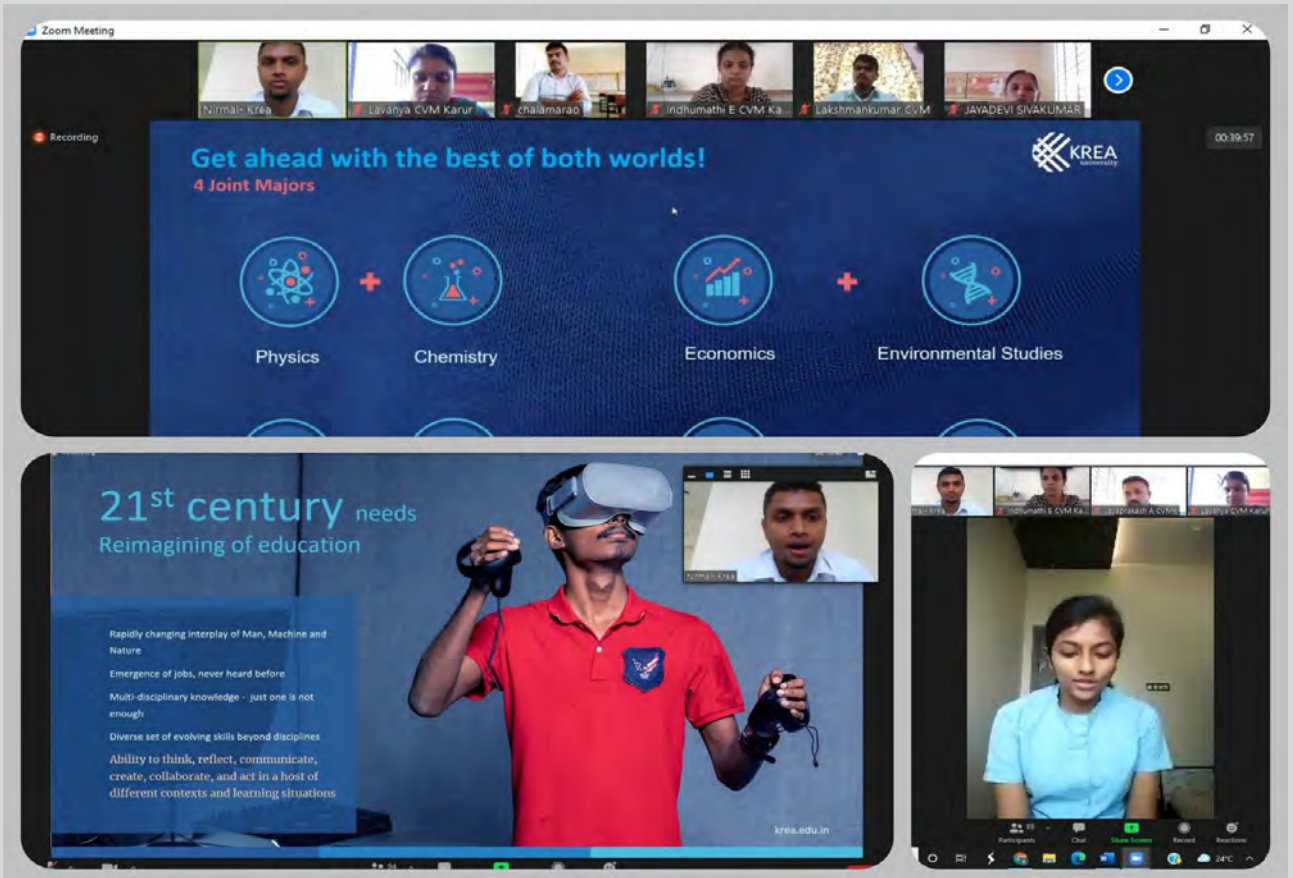 Zoom Meeting
Nirmal- Krea
Lavanya CVM Karur
chalamarao
Indhumathi E CVM Ka...
Lakshmankumar CVM
JAYADEVI SIVAKUMAR
Recording
00:39:57
Get ahead with the best of both worlds!
4 Joint Majors
KREA
university
Physics
Chemistry
Economics
Environmental Studies
21st century needs
Reimagining of education
Nirmal- Krea
Rapidly changing interplay of Man, Machine and
Nature
Emergence of jobs, never heard before
Multi-disciplinary knowledge - just one is not
enough
Diverse set of evolving skills beyond disciplines
Ability to think, reflect, communicate,
create, collaborate, and act in a host of
different contexts and learning situations
krea.edu.in
Indhumathi E CVM Ka...
Jayaprakash A CVM
Lavanya CVM Karur
Participants
Chat
Share Screen
Record
Reactions
24°C